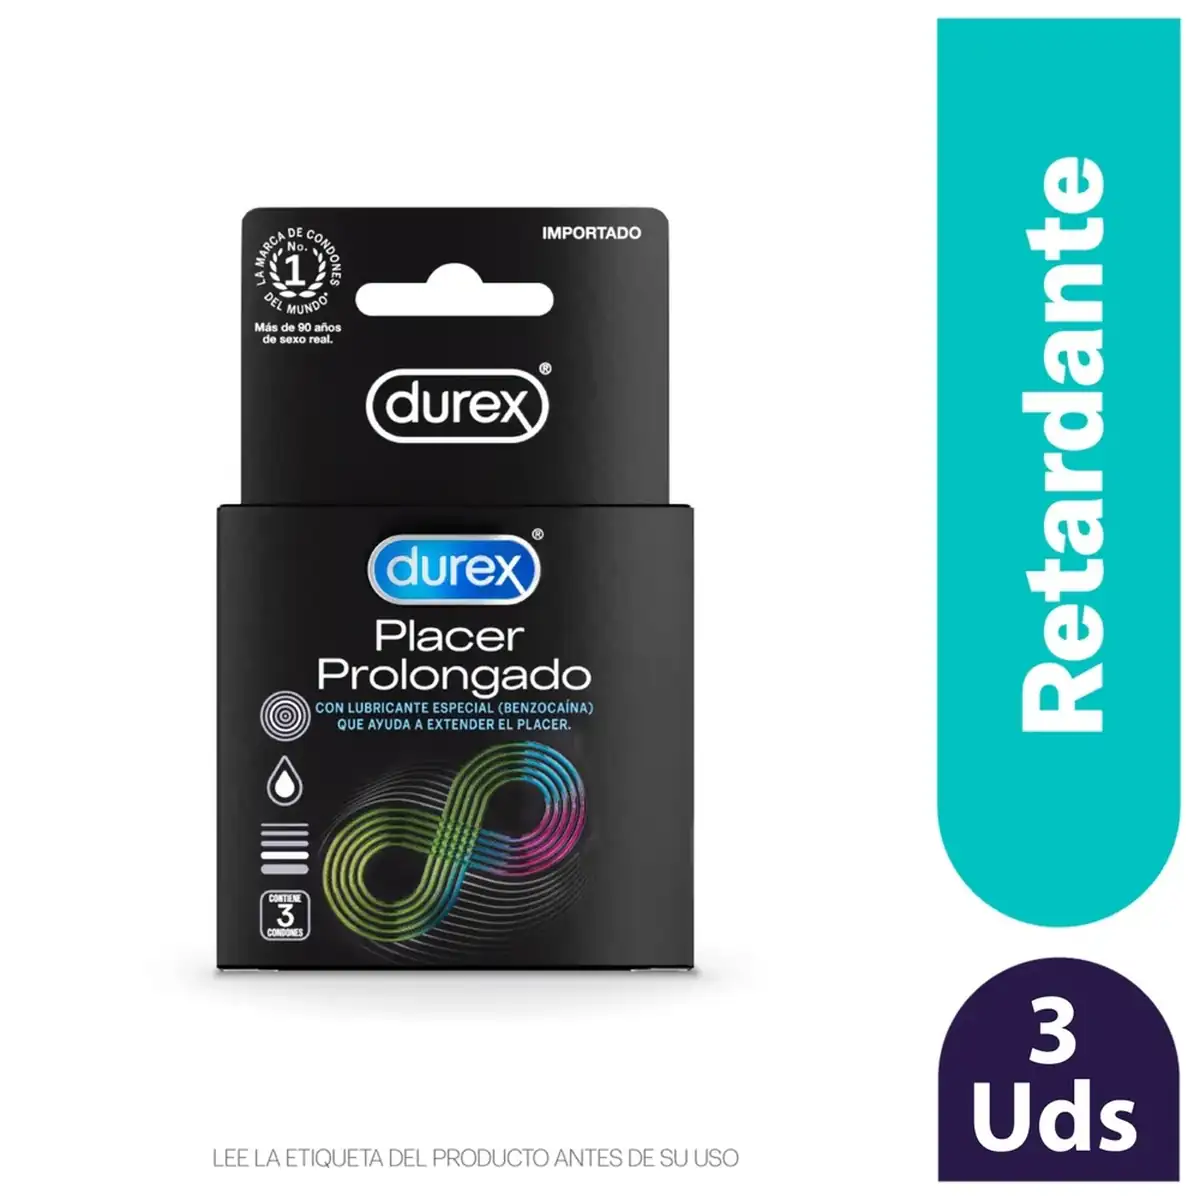 LA MARCA DE CONDONES
No.
1
DEL MUNDO*
Más de 90 años
de sexo real.
IMPORTADO
durex®
durex®
Placer
Prolongado
CON LUBRICANTE ESPECIAL (BENZOCAÍNA)
QUE AYUDA A EXTENDER EL PLACER.
CONTIENE
3
CONDONES
Retardante
3
Uds
LEE LA ETIQUETA DEL PRODUCTO ANTES DE SU USO